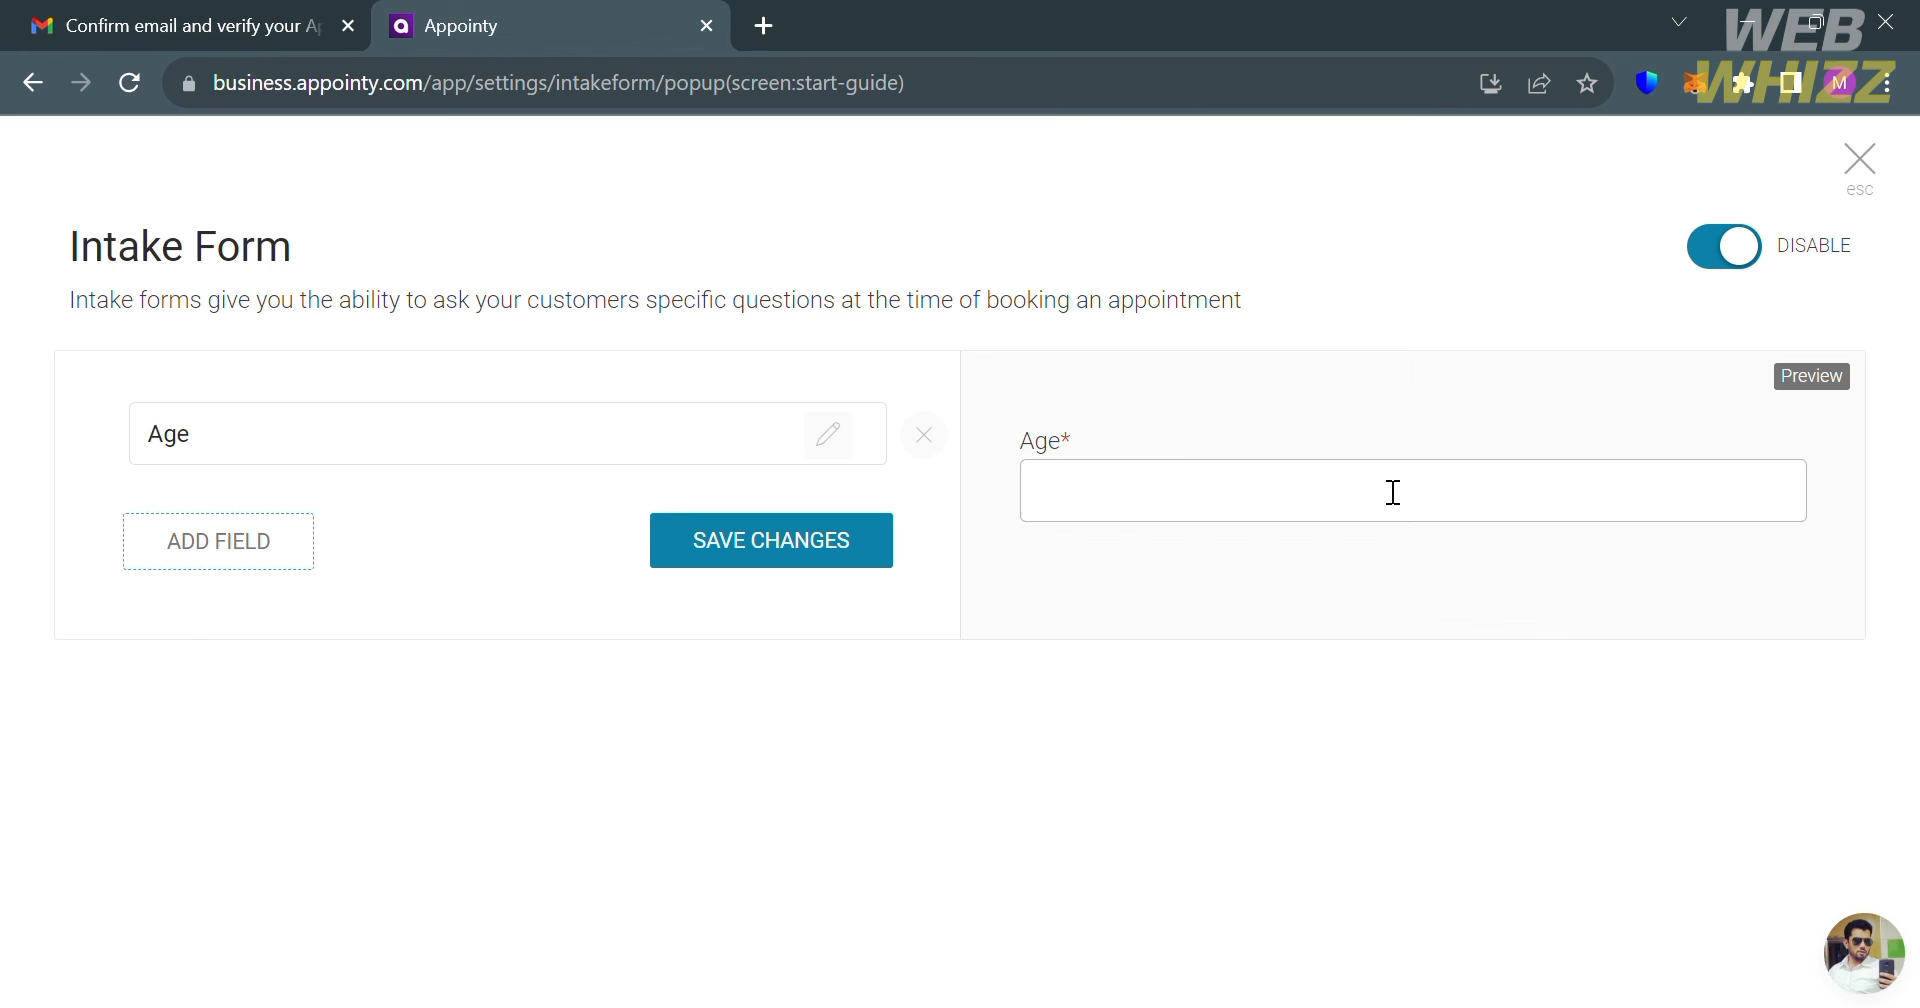 Confirm email and verify your Ap
Appointy
WEB
WHIZZ
business.appointy.com/app/settings/intakeform/popup(screen:start-guide)
M
esc
Intake Form
DISABLE
Intake forms give you the ability to ask your customers specific questions at the time of booking an appointment
Preview
Age
Age*
ADD FIELD
SAVE CHANGES